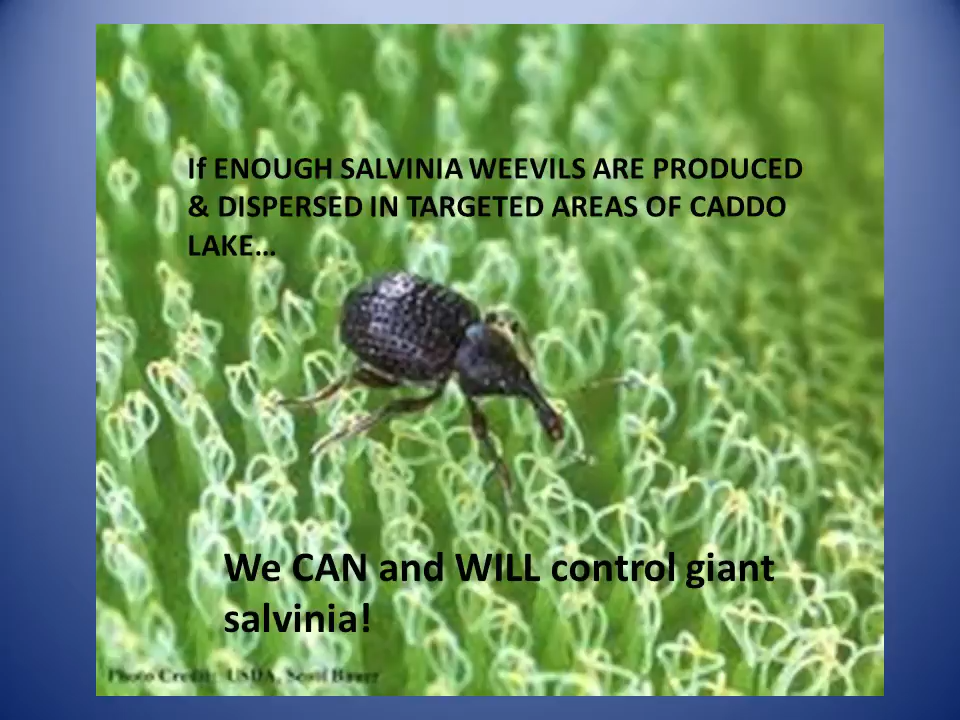 If ENOUGH SALVINIA WEEVILS ARE PRODUCED
& DISPERSED IN TARGETED AREAS OF CADDO
LAKE…
We CAN and WILL control giant
salvinia!
Photo Credit: USDA, Scott Bauer